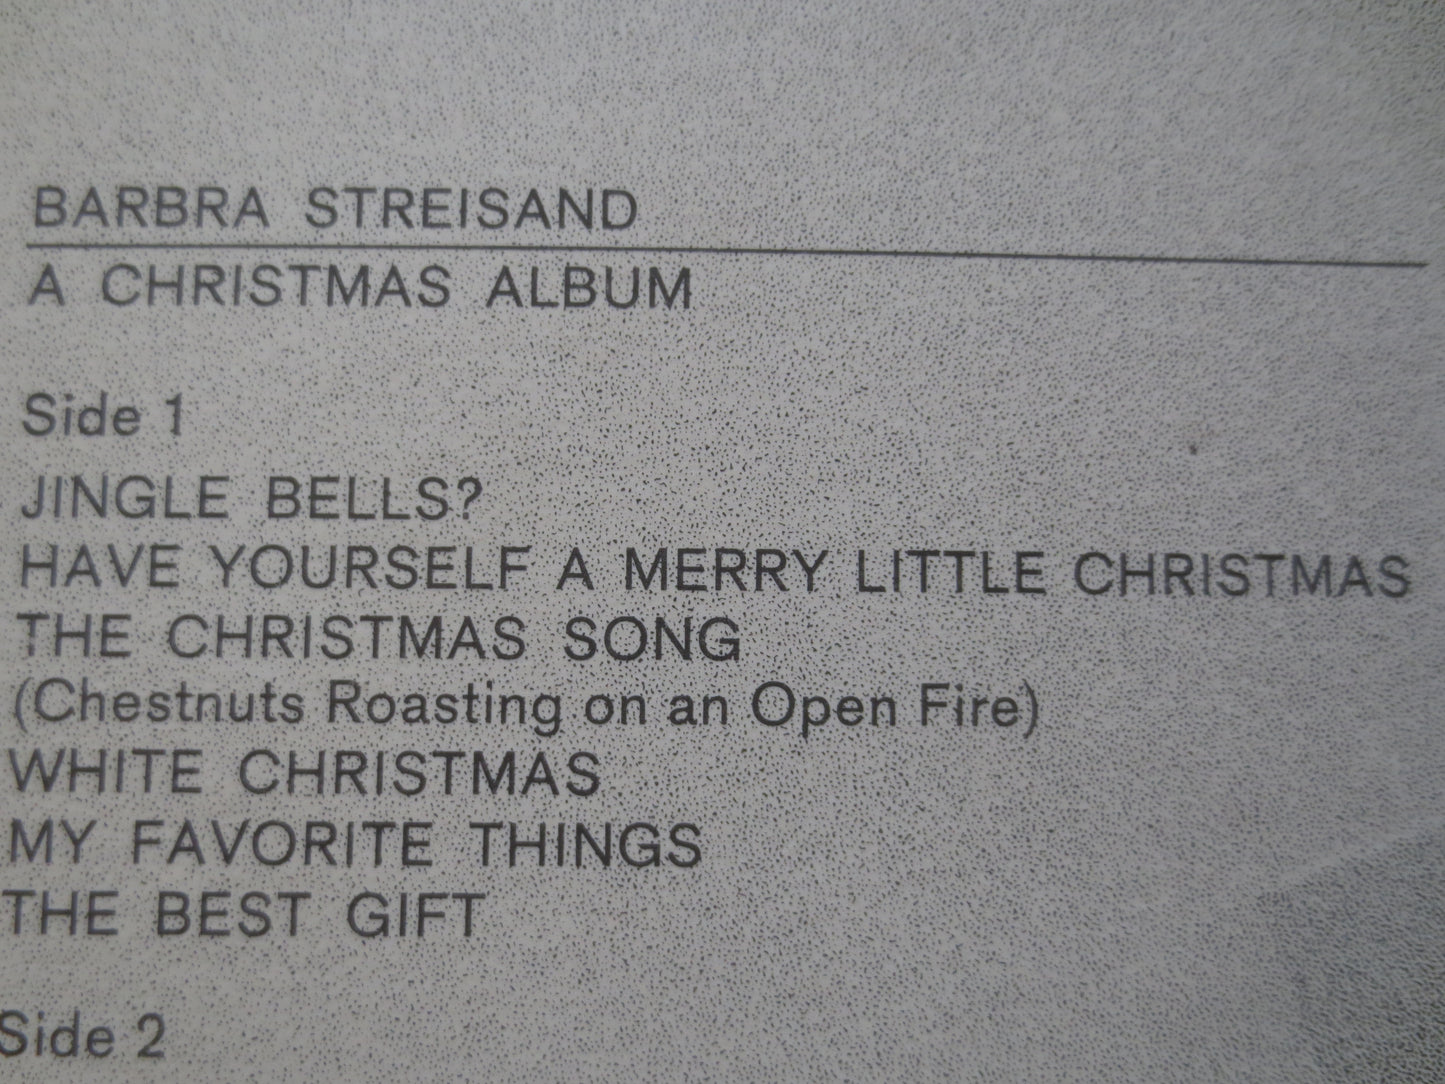 BARBRA STREISAND
A CHRISTMAS ALBUM
Side 1
JINGLE BELLS?
HAVE YOURSELF A MERRY LITTLE CHRISTMAS
THE CHRISTMAS SONG
(Chestnuts Roasting on an Open Fire)
WHITE CHRISTMAS
MY FAVORITE THINGS
THE BEST GIFT
Side 2